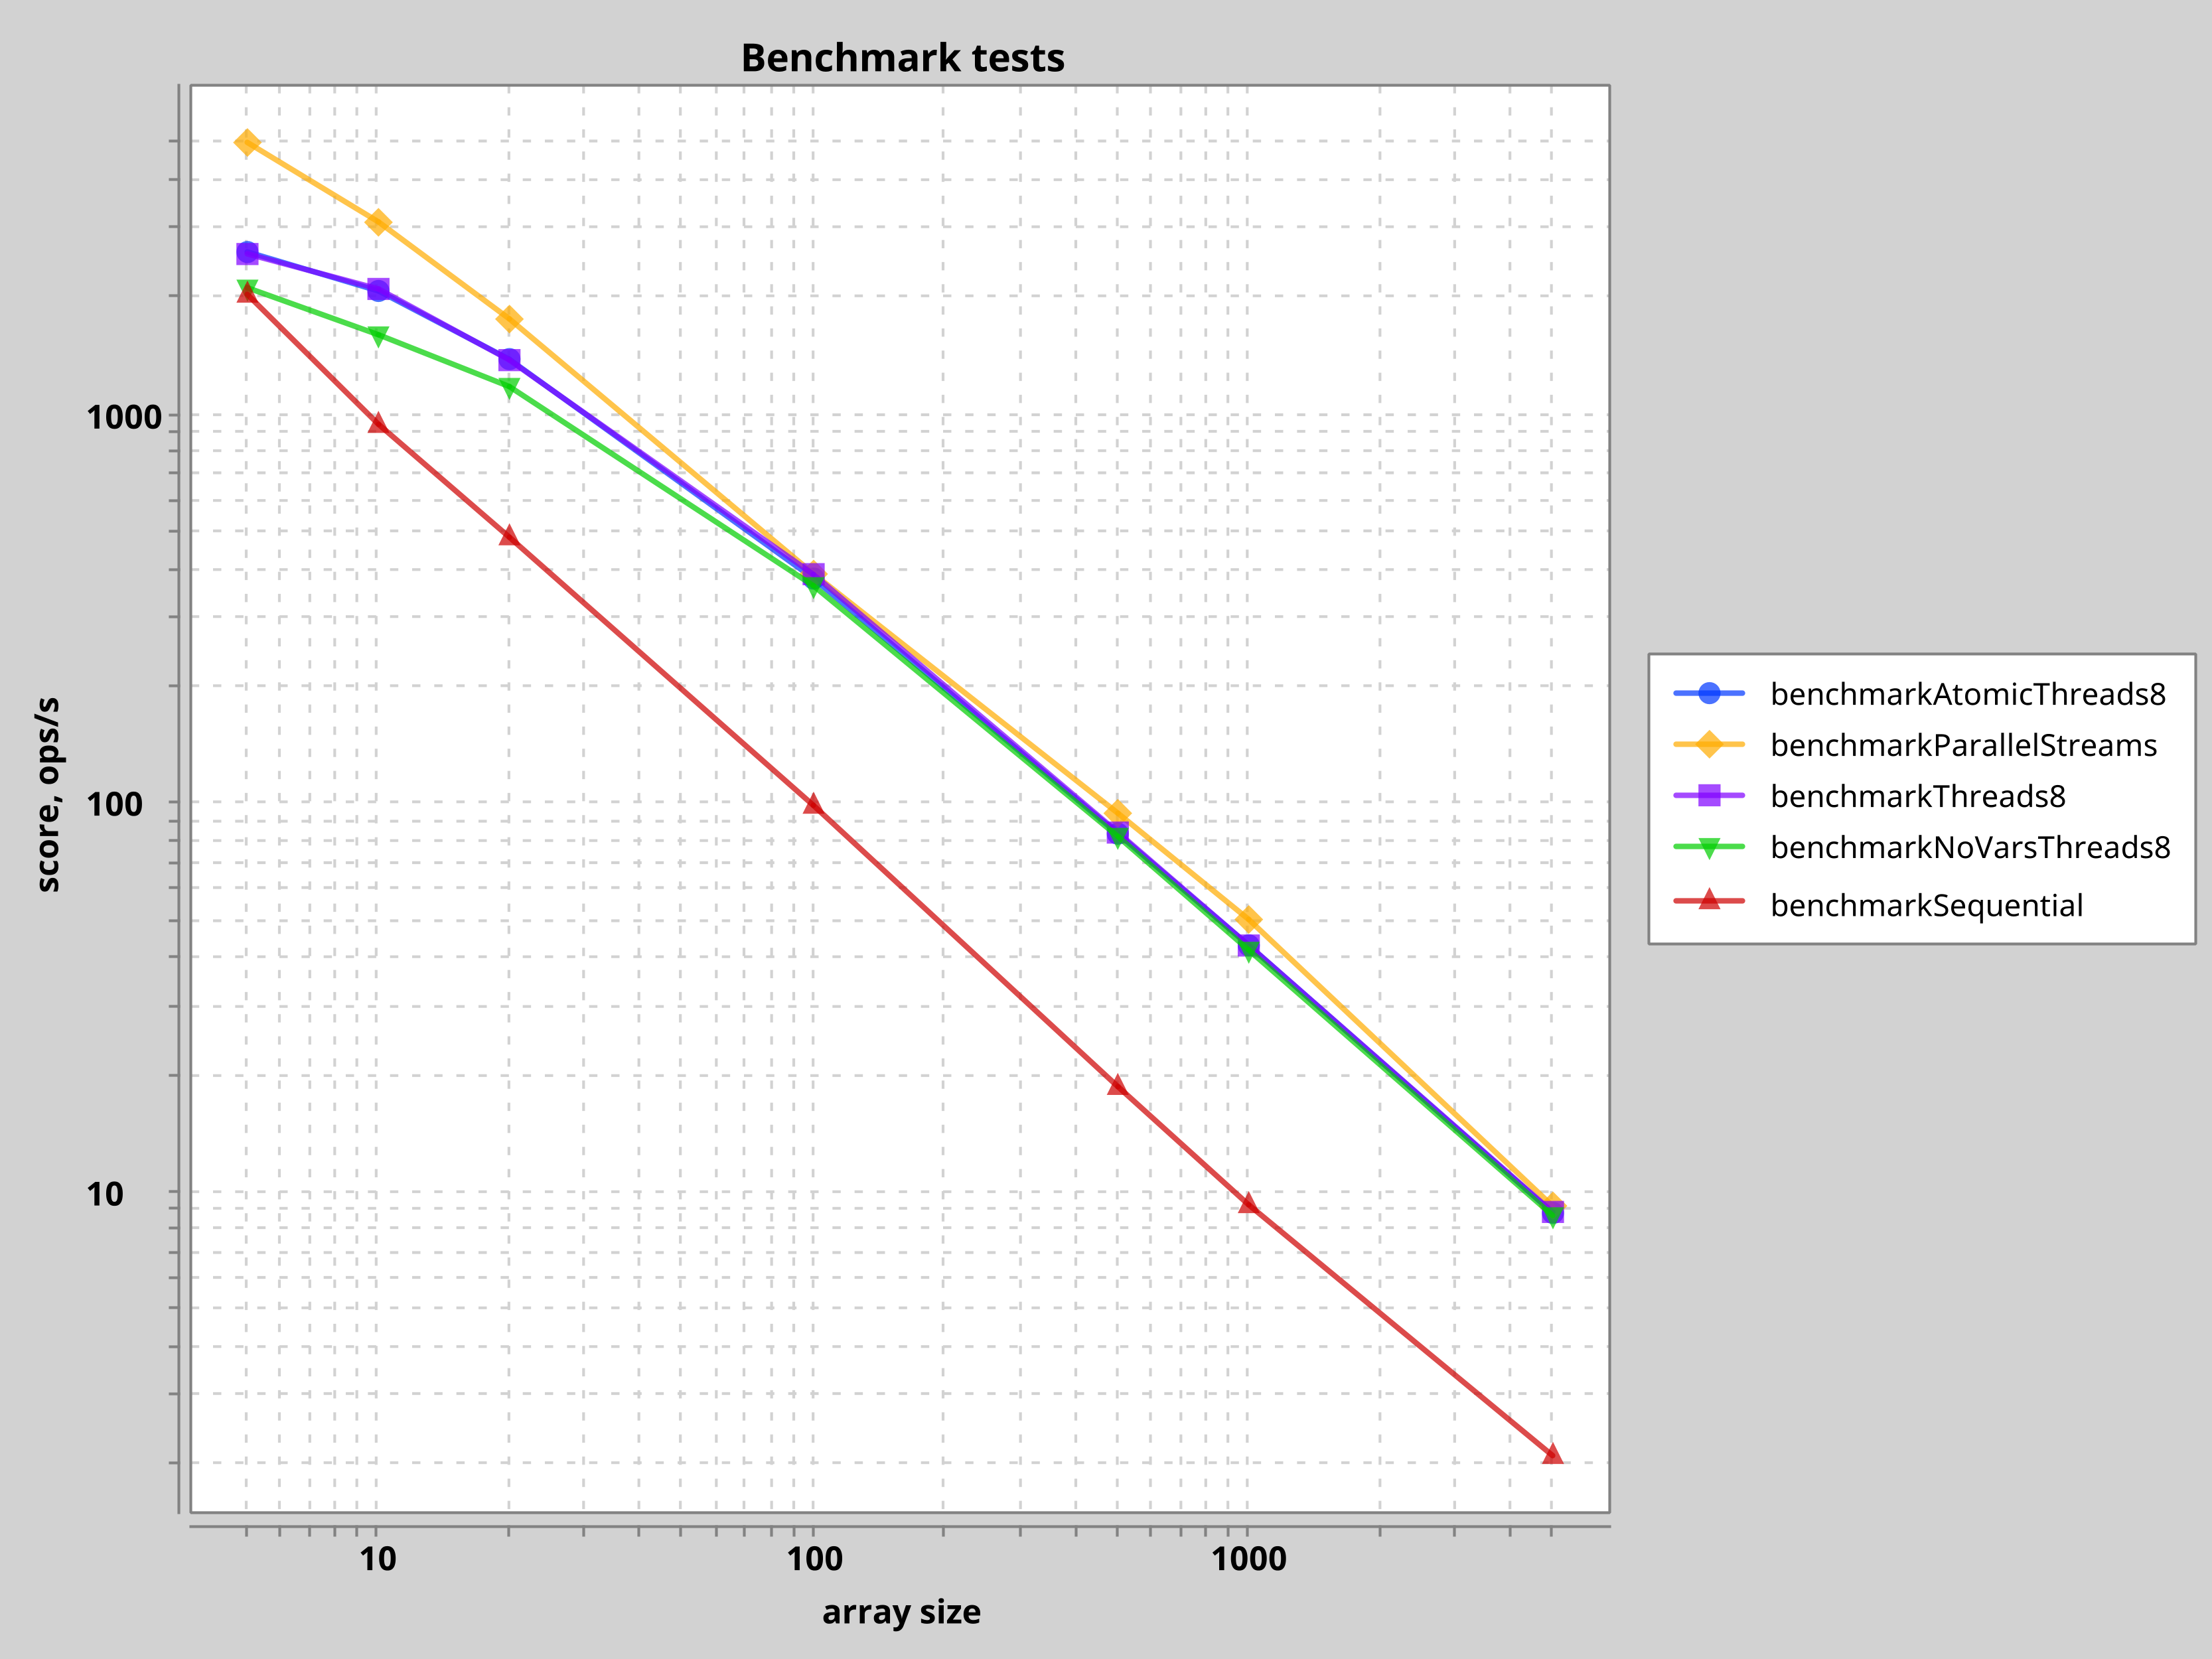 Benchmark tests
score, ops/s
1000
100
10
10
100
1000
array size
benchmarkAtomicThreads8
benchmarkParallelStreams
benchmarkThreads8
benchmarkNoVarsThreads8
benchmarkSequential